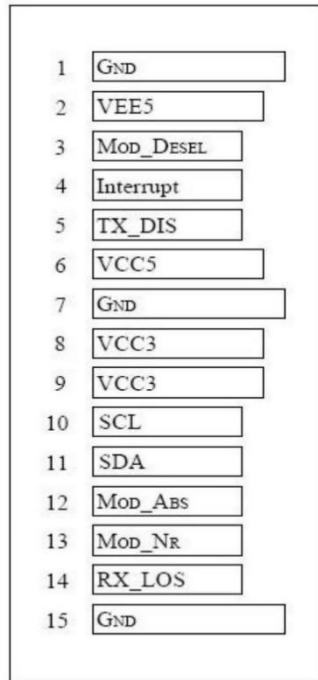 1 GND
2 VEE5
3 MOD_DESEL
4 Interrupt
5 TX_DIS
6 VCC5
7 GND
8 VCC3
9 VCC3
10 SCL
11 SDA
12 MOD_ABS
13 MOD_NR
14 RX_LOS
15 GND